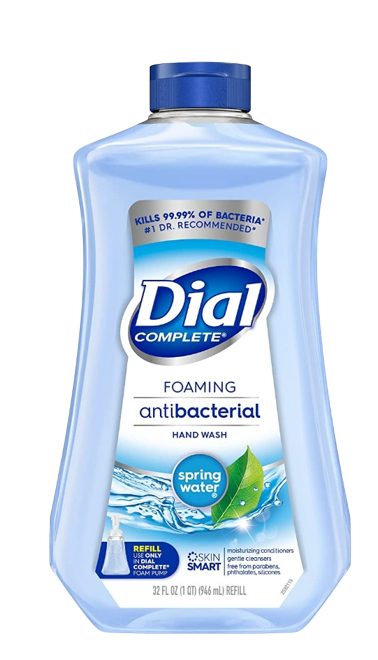 KILLS 99.99% OF BACTERIA*
#1 DR. RECOMMENDED^
Dial
COMPLETE®
FOAMING
antibacterial
HAND WASH
spring
water®
REFILL
USE ONLY
IN DIAL
COMPLETE®
FOAM PUMP
SKIN
SMART
moisturizing conditioners
gentle cleansers
free from parabens,
phthalates, silicones
32 FL OZ (1 QT) (946 mL) REFILL